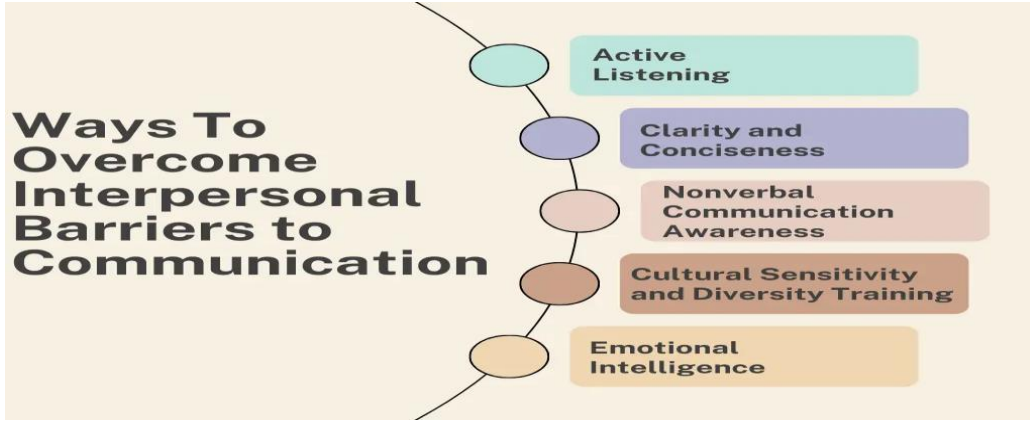 Ways To
Overcome
Interpersonal
Barriers to
Communication
Active
Listening
Clarity and
Conciseness
Nonverbal
Communication
Awareness
Cultural Sensitivity
and Diversity Training
Emotional
Intelligence